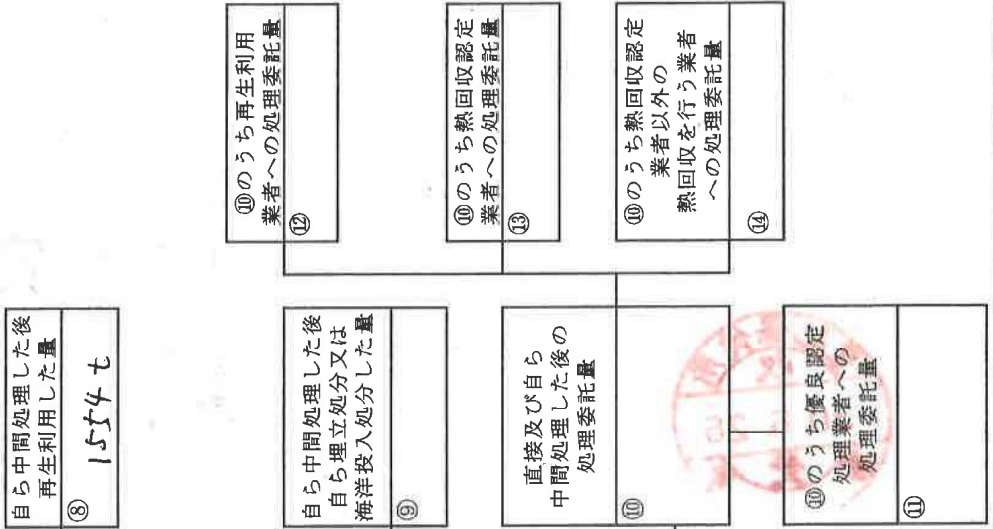 自ら中間処理した後
再生利用した量
⑧
1554 t
自ら中間処理した後
自ら埋立処分又は
海洋投入処分した量
⑨
直接及び自ら
中間処理した後の
処理委託量
⑩
⑩のうち優良認定
処理業者への
処理委託量
⑪
⑩のうち再生利用
業者への処理委託量
⑫
⑩のうち熱回収認定
業者への処理委託量
⑬
⑩のうち熱回収認定
業者以外の
熱回収を行う業者
への処理委託量
⑭